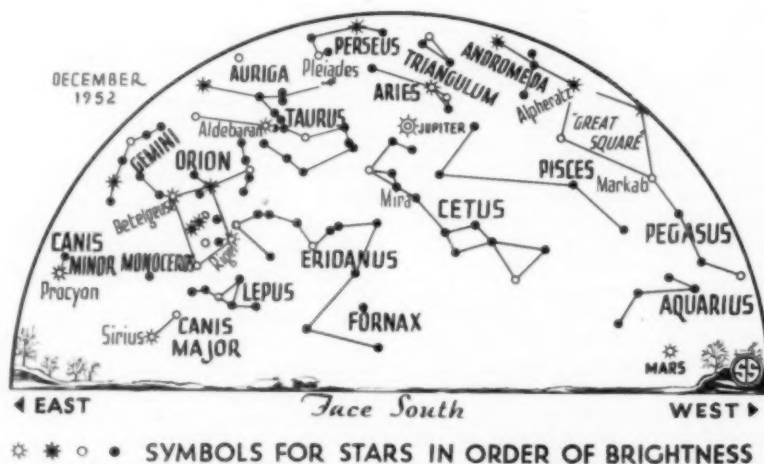 PERSEUS
ANDROMEDA
TRIANGULUM
AURIGA
Pleiades
DECEMBER
1952
ARIES
Alpheratz
TAURUS
Aldebaran
JUPITER
"GREAT
SQUARE"
GEMINI
ORION
PISCES
Markab
Betelgeuse
Mira
CETUS
PEGASUS
CANIS
MINOR
MONOCEROS
Rigel
ERIDANUS
Procyon
LEPUS
AQUARIUS
FORNAX
Sirius
CANIS
MAJOR
MARS
SS
◄ EAST Face South WEST ►
SYMBOLS FOR STARS IN ORDER OF BRIGHTNESS